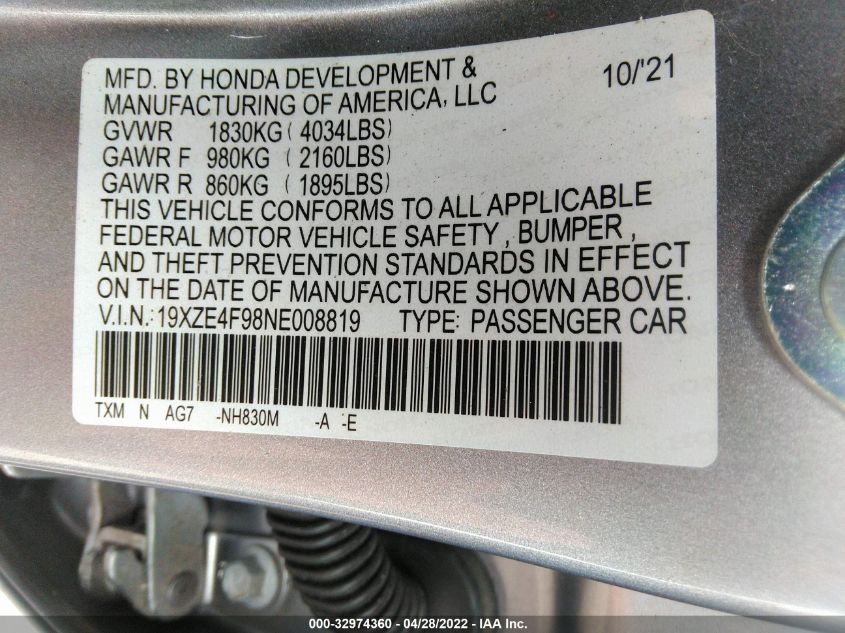 MFD. BY HONDA DEVELOPMENT & 10/'21
MANUFACTURING OF AMERICA, LLC
GVWR 1830KG ( 4034LBS)
GAWR F 980KG ( 2160LBS)
GAWR R 860KG ( 1895LBS)
THIS VEHICLE CONFORMS TO ALL APPLICABLE
FEDERAL MOTOR VEHICLE SAFETY , BUMPER ,
AND THEFT PREVENTION STANDARDS IN EFFECT
ON THE DATE OF MANUFACTURE SHOWN ABOVE.
V.I.N.:19XZE4F98NE008819 TYPE: PASSENGER CAR
TXM N AG7 -NH830M -A -E
000-32974360 - 04/28/2022 - IAA Inc.